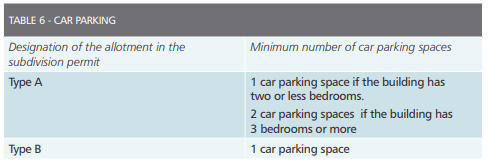 TABLE 6 - CAR PARKING
Designation of the allotment in the subdivision permit
Minimum number of car parking spaces
Type A
1 car parking space if the building has
two or less bedrooms.
2 car parking spaces if the building has
3 bedrooms or more
Type B
1 car parking space